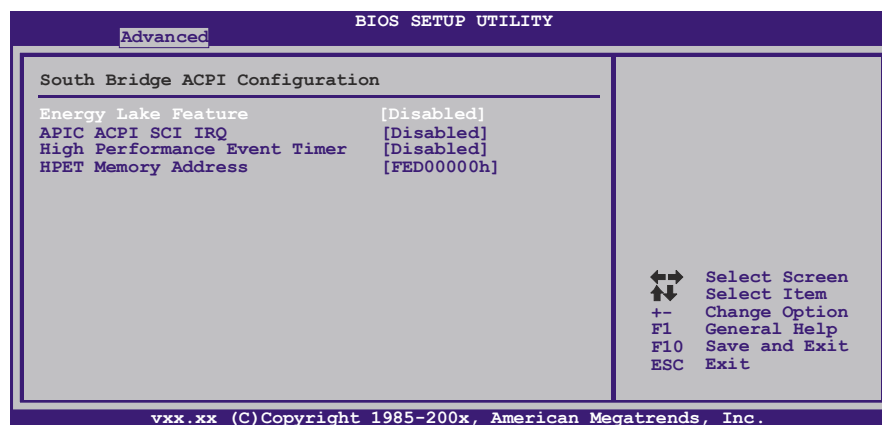 BIOS SETUP UTILITY
Advanced
South Bridge ACPI Configuration
Energy Lake Feature [Disabled]
APIC ACPI SCI IRQ [Disabled]
High Performance Event Timer [Disabled]
HPET Memory Address [FED00000h]
Select Screen
Select Item
+- Change Option
F1 General Help
F10 Save and Exit
ESC Exit
vxx.xx (C)Copyright 1985-200x, American Megatrends, Inc.